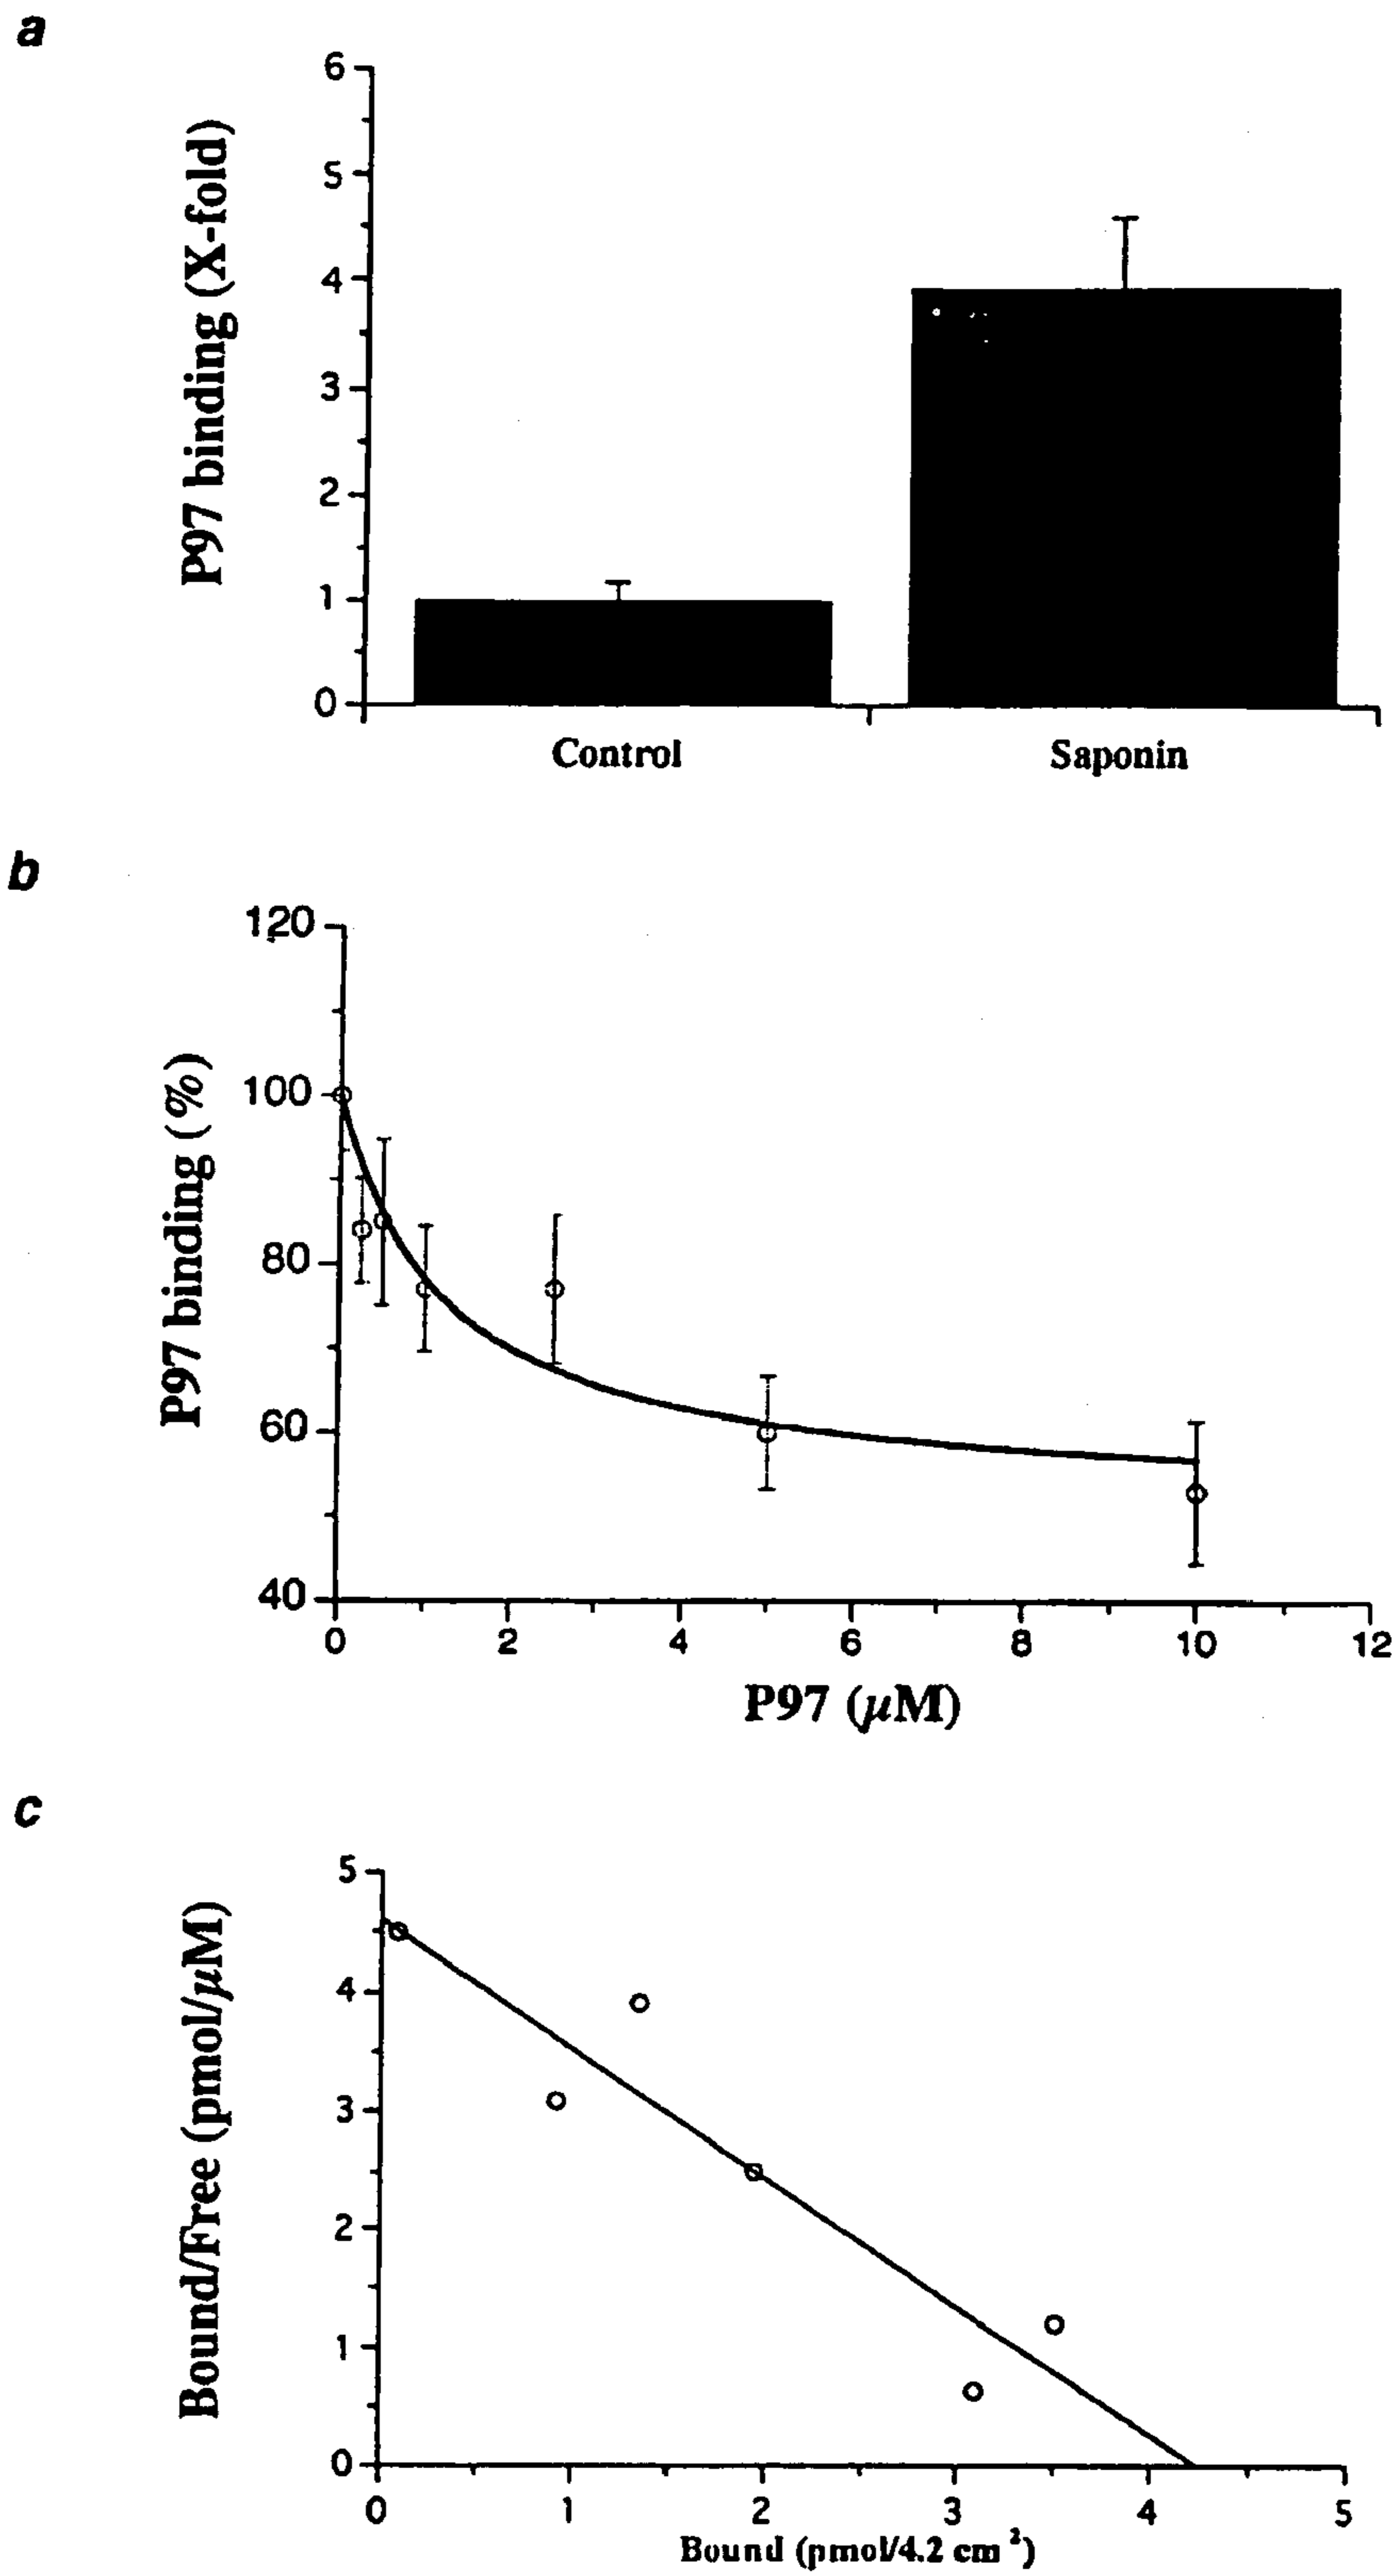 a
P97 binding (X-fold)
6
5
4
3
2
1
0
Control
Saponin
b
P97 binding (%)
120
100
80
60
40
0 2 4 6 8 10 12
P97 (μM)
c
Bound/Free (pmol/μM)
5
4
3
2
1
0
0 1 2 3 4 5
Bound (pmol/4.2 cm²)